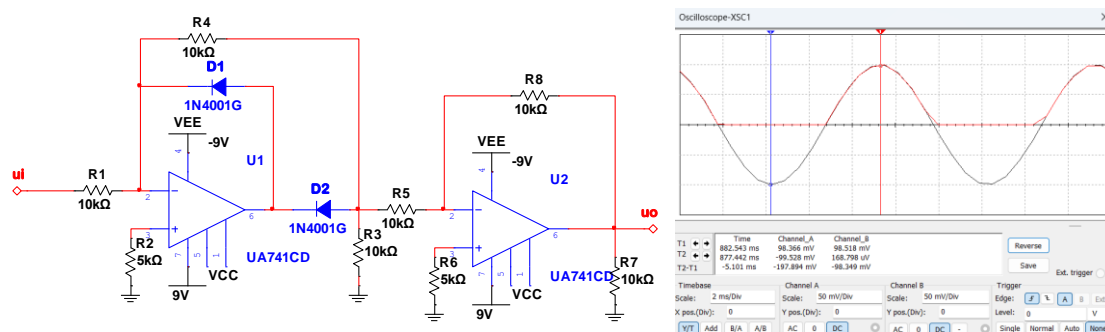 R4
10kΩ
D1
1N4001G
VEE
-9V
4
U1
ui
R1
10kΩ
2
3
R2
5kΩ
6
7
5
1
VCC
9V
D2
1N4001G
R3
10kΩ
R5
10kΩ
R8
10kΩ
VEE
-9V
4
U2
2
3
R6
5kΩ
6
7
5
1
VCC
9V
UA741CD
UA741CD
uo
R7
10kΩ
Oscilloscope-XSC1
Time Channel_A Channel_B
T1 882.543 ms 98.366 mV 98.518 mV
T2 877.442 ms -99.528 mV 168.798 uV
T2-T1 -5.101 ms -197.894 mV -98.349 mV
Reverse
Save
Ext. trigger
Timebase Channel A Channel B Trigger
Scale: 2 ms/Div Scale: 50 mV/Div Scale: 50 mV/Div Edge: A B Ext
X pos.(Div): 0 Y pos.(Div): 0 Y pos.(Div): 0 Level: 0 V
Y/T Add B/A A/B AC 0 DC AC 0 DC - Single Normal Auto None